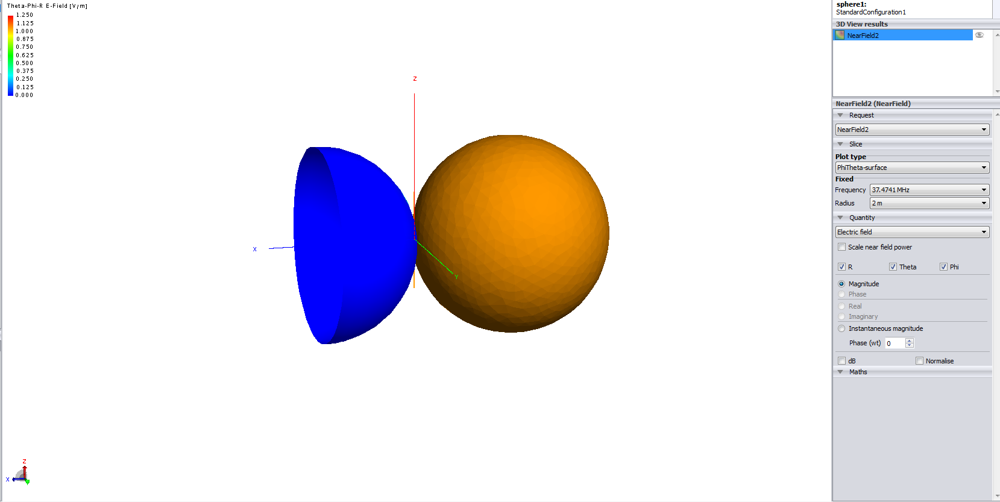 Theta-Phi-R E-Field [V/m]
1.250
1.125
1.000
0.875
0.750
0.625
0.500
0.375
0.250
0.125
0.000
Z
X
Y
Z
X
Y
sphere1:
StandardConfiguration1
3D View results
NearField2
NearField2 (NearField)
Request
NearField2
Slice
Plot type
PhiTheta-surface
Fixed
Frequency 37.4741 MHz
Radius 2 m
Quantity
Electric field
Scale near field power
R Theta Phi
Magnitude
Phase
Real
Imaginary
Instantaneous magnitude
Phase (wt) 0
dB Normalise
Maths